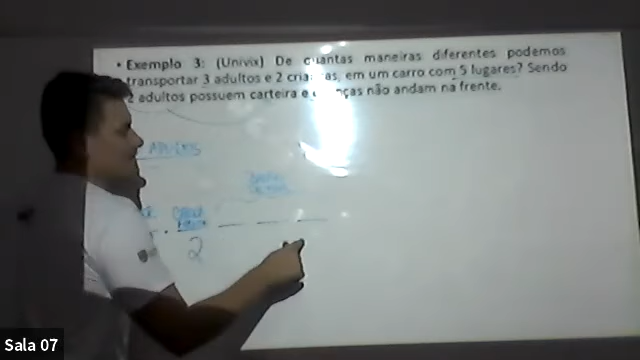 • Exemplo 3: (Univix) De quantas maneiras diferentes podemos
transportar 3 adultos e 2 crianças, em um carro com 5 lugares? Sendo
2 adultos possuem carteira e crianças não andam na frente.
ADULTOS
2
Sala 07